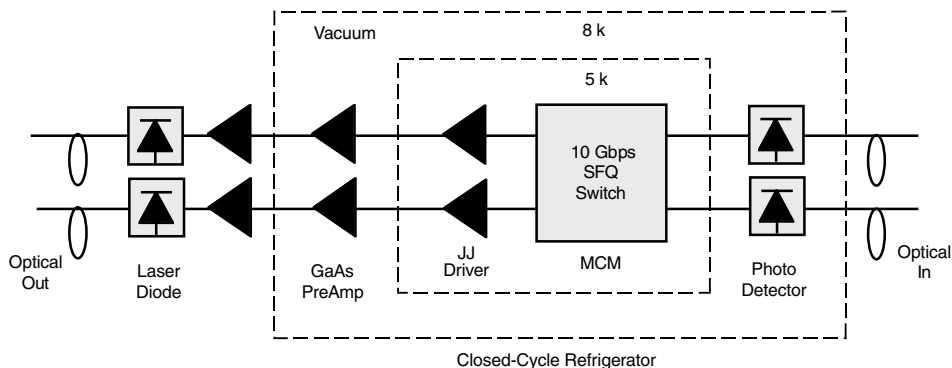 Vacuum
8 k
5 k
10 Gbps
SFQ
Switch
Optical
Out
Laser
Diode
GaAs
PreAmp
JJ
Driver
MCM
Photo
Detector
Optical
In
Closed-Cycle Refrigerator